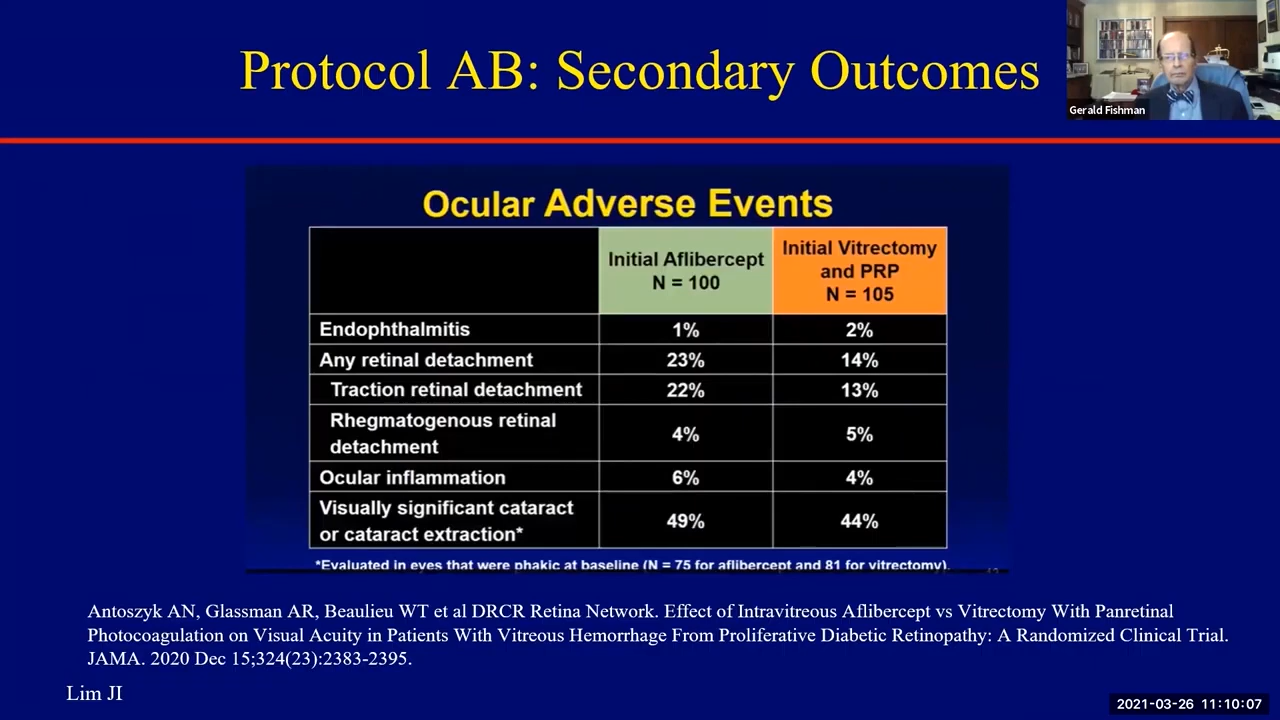 Protocol AB: Secondary Outcomes
Gerald Fishman
Ocular Adverse Events
Initial Aflibercept
N = 100
Initial Vitrectomy
and PRP
N = 105
Endophthalmitis 1% 2%
Any retinal detachment 23% 14%
Traction retinal detachment 22% 13%
Rhegmatogenous retinal
detachment 4% 5%
Ocular inflammation 6% 4%
Visually significant cataract
or cataract extraction* 49% 44%
*Evaluated in eyes that were phakic at baseline (N = 75 for aflibercept and 81 for vitrectomy).
Antoszyk AN, Glassman AR, Beaulieu WT et al DRCR Retina Network. Effect of Intravitreous Aflibercept vs Vitrectomy With Panretinal
Photocoagulation on Visual Acuity in Patients With Vitreous Hemorrhage From Proliferative Diabetic Retinopathy: A Randomized Clinical Trial.
JAMA. 2020 Dec 15;324(23):2383-2395.
Lim JI
2021-03-26 11:10:07